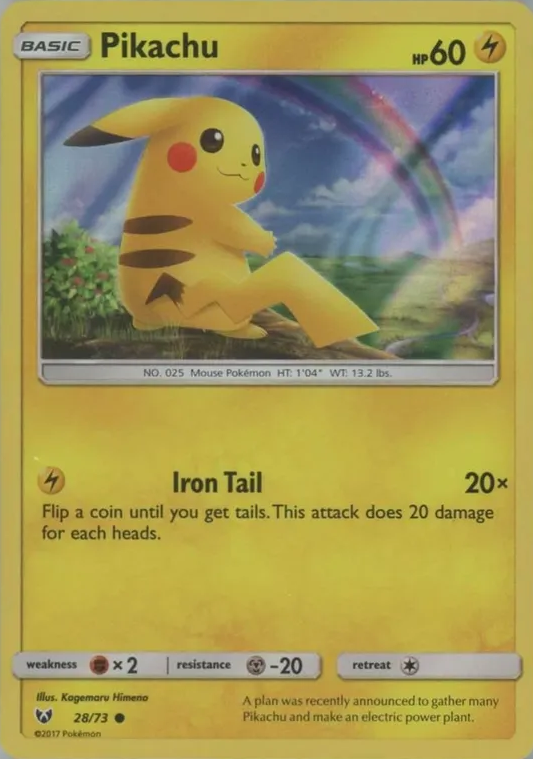 BASIC Pikachu HP60
NO. 025 Mouse Pokémon HT: 1'04" WT: 13.2 lbs.
Iron Tail 20×
Flip a coin until you get tails. This attack does 20 damage
for each heads.
weakness ×2 resistance -20 retreat
Illus. Kagemaru Himeno
28/73
©2017 Pokémon
A plan was recently announced to gather many
Pikachu and make an electric power plant.